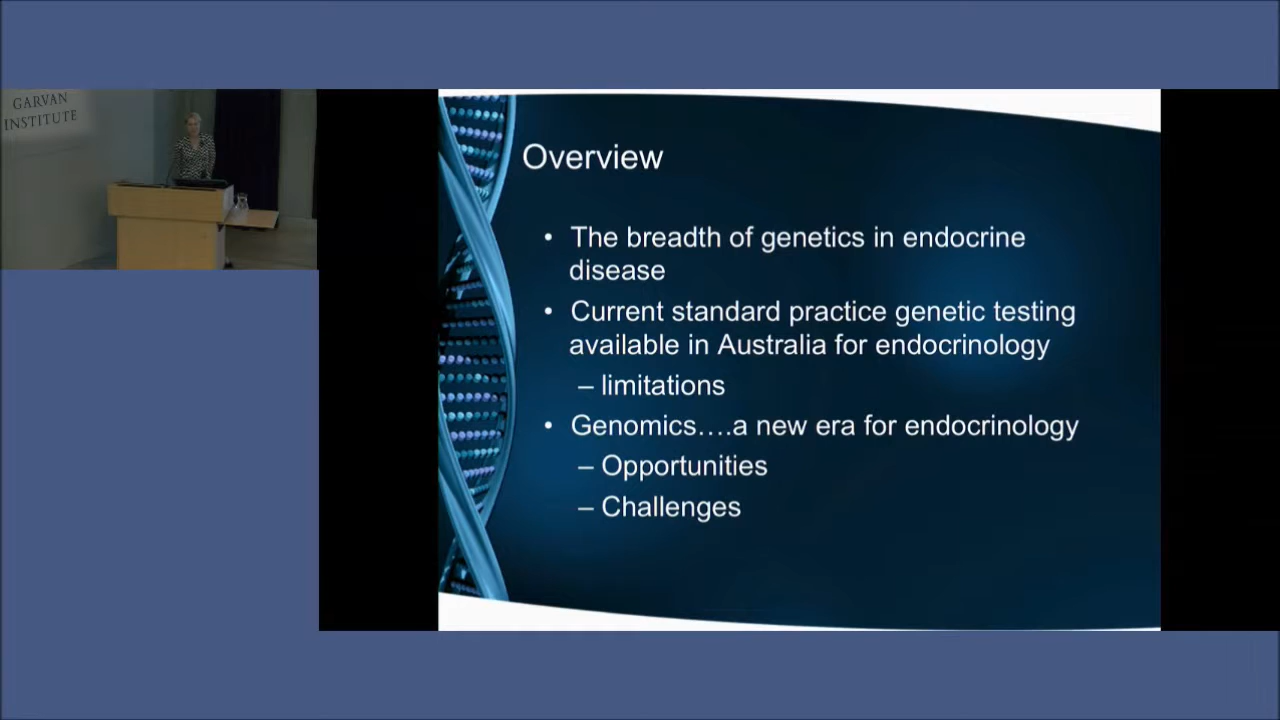 GARVAN
INSTITUTE
Overview
• The breadth of genetics in endocrine
disease
• Current standard practice genetic testing
available in Australia for endocrinology
– limitations
• Genomics….a new era for endocrinology
– Opportunities
– Challenges